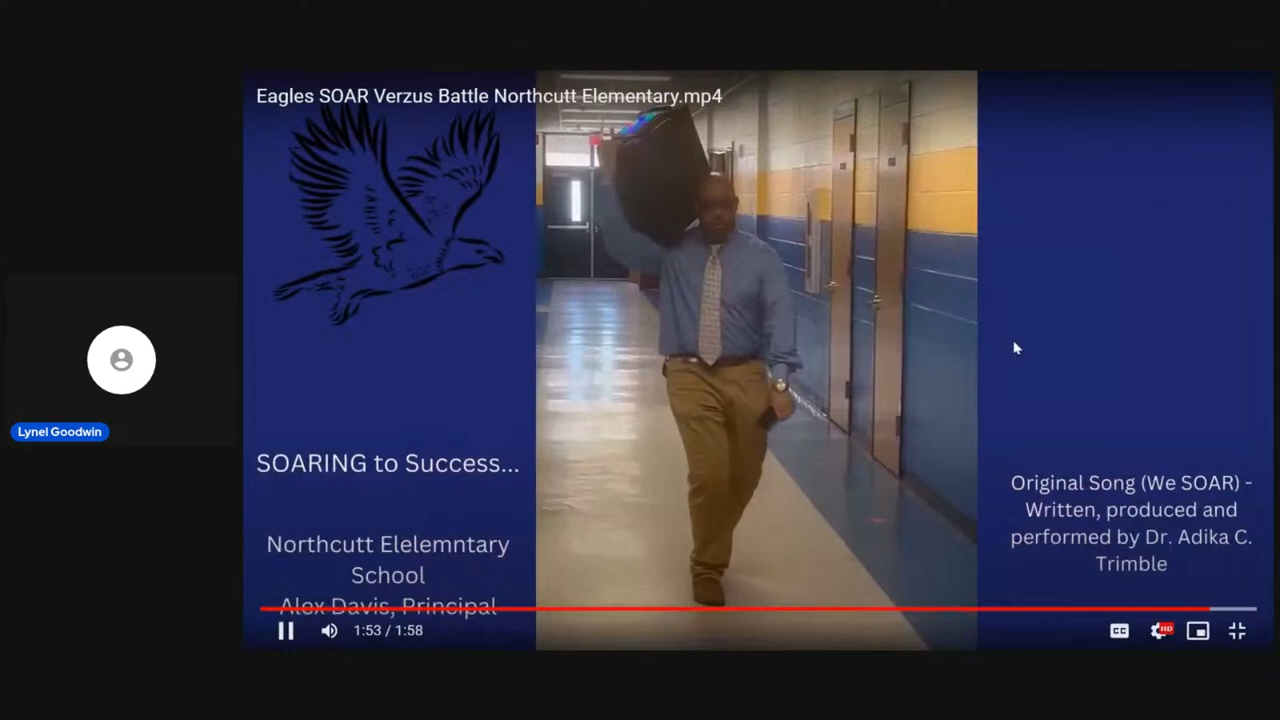 Eagles SOAR Verzus Battle Northcutt Elementary.mp4
Lynel Goodwin
SOARING to Success...
Northcutt Elelemntary
School
Alex Davis, Principal
Original Song (We SOAR) -
Written, produced and
performed by Dr. Adika C.
Trimble
1:53 / 1:58
CC
HD